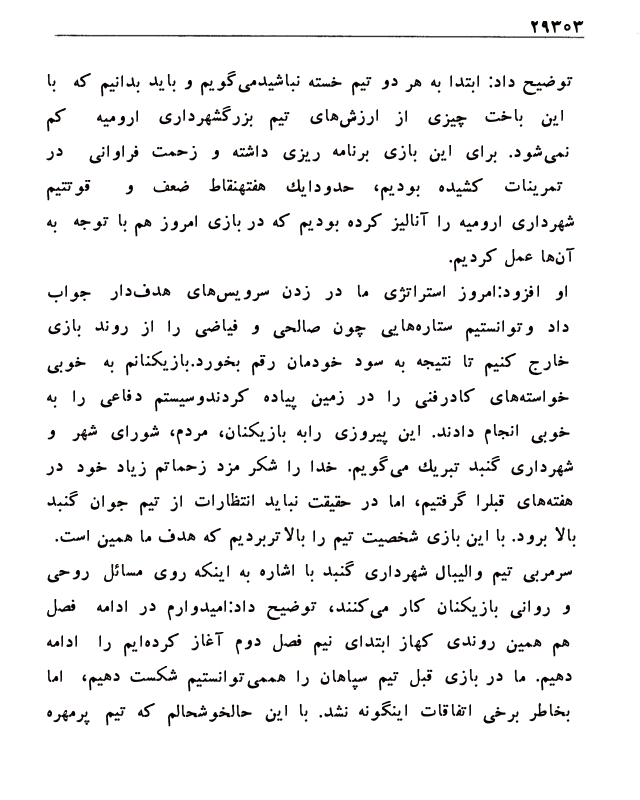 ۲۹۳۰۳
توضیح داد: ابتدا به هر دو تیم خسته نباشیدمی‌گویم و باید بدانیم که با
این باخت چیزی از ارزش‌های تیم بزرگشهرداری ارومیه کم
نمی‌شود. برای این بازی برنامه ریزی داشته و زحمت فراوانی در
تمرینات کشیده بودیم، حدودایك هفتهنقاط ضعف و قوتتیم
شهرداری ارومیه را آنالیز کرده بودیم که در بازی امروز هم با توجه به
آن‌ها عمل کردیم.
او افزود:امروز استراتژی ما در زدن سرویس‌های هدف‌دار جواب
داد وتوانستیم ستاره‌هایی چون صالحی و فیاضی را از روند بازی
خارج کنیم تا نتیجه به سود خودمان رقم بخورد.بازیکنانم به خوبی
خواسته‌های کادرفنی را در زمین پیاده کردندوسیستم دفاعی را به
خوبی انجام دادند. این پیروزی رابه بازیکنان، مردم، شورای شهر و
شهرداری گنبد تبریك می‌گویم. خدا را شکر مزد زحماتم زیاد خود در
هفته‌های قبلرا گرفتیم، اما در حقیقت نباید انتظارات از تیم جوان گنبد
بالا برود. با این بازی شخصیت تیم را بالاتربردیم که هدف ما همین است.
سرمربی تیم والیبال شهرداری گنبد با اشاره به اینکه روی مسائل روحی
و روانی بازیکنان کار می‌کنند، توضیح داد:امیدوارم در ادامه فصل
هم همین روندی کهاز ابتدای نیم فصل دوم آغاز کرده‌ایم را ادامه
دهیم. ما در بازی قبل تیم سپاهان را هممی‌توانستیم شکست دهیم، اما
بخاطر برخی اتفاقات اینگونه نشد. با این حالخوشحالم که تیم پرمهره